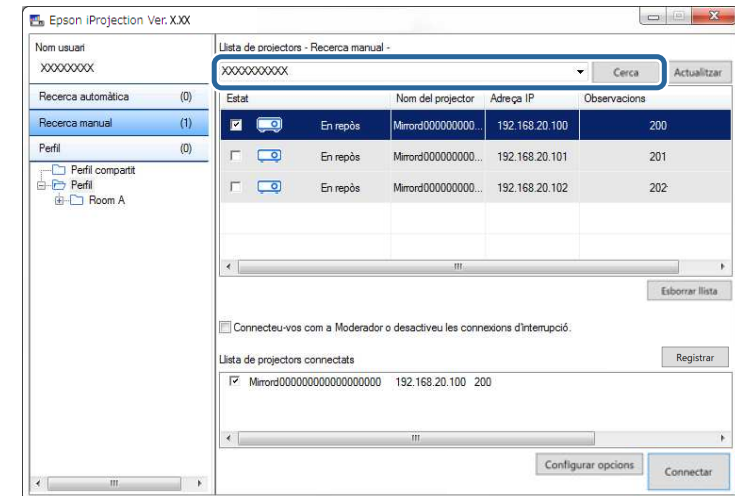 Epson iProjection Ver. X.XX
Nom usuari
XXXXXXXX
Recerca automàtica (0)
Recerca manual (1)
Perfil (0)
Perfil compartit
Perfil
Room A
Llista de projectors - Recerca manual -
XXXXXXXXXX Cerca Actualitzar
Estat Nom del projector Adreça IP Observacions
En repòs Mirrord000000000... 192.168.20.100 200
En repòs Mirrord000000000... 192.168.20.101 201
En repòs Mirrord000000000... 192.168.20.102 202
Esborrar llista
Connecteu-vos com a Moderador o desactiveu les connexions d'interrupció.
Llista de projectors connectats Registrar
Mirrord000000000000000000 192.168.20.100 200
Configurar opcions Connectar